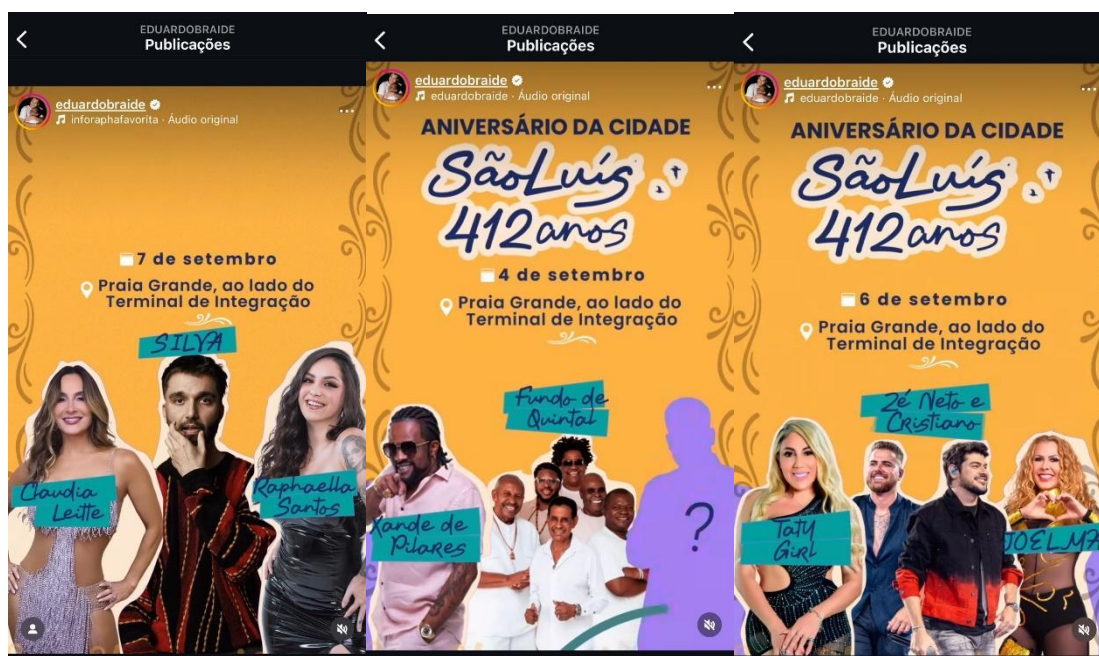 EDUARDOBRAIDE
Publicações
eduardobraide
inforaphafavorita · Áudio original
7 de setembro
Praia Grande, ao lado do
Terminal de Integração
SILVA
Claudia
Leitte
Raphaella
Santos
EDUARDOBRAIDE
Publicações
eduardobraide
eduardobraide · Áudio original
ANIVERSÁRIO DA CIDADE
São Luís
412 anos
4 de setembro
Praia Grande, ao lado do
Terminal de Integração
Fundo de
Quintal
Xande de
Pilares
?
EDUARDOBRAIDE
Publicações
eduardobraide
eduardobraide · Áudio original
ANIVERSÁRIO DA CIDADE
São Luís
412 anos
6 de setembro
Praia Grande, ao lado do
Terminal de Integração
Zé Neto e
Cristiano
Taty
Girl
JOELMA